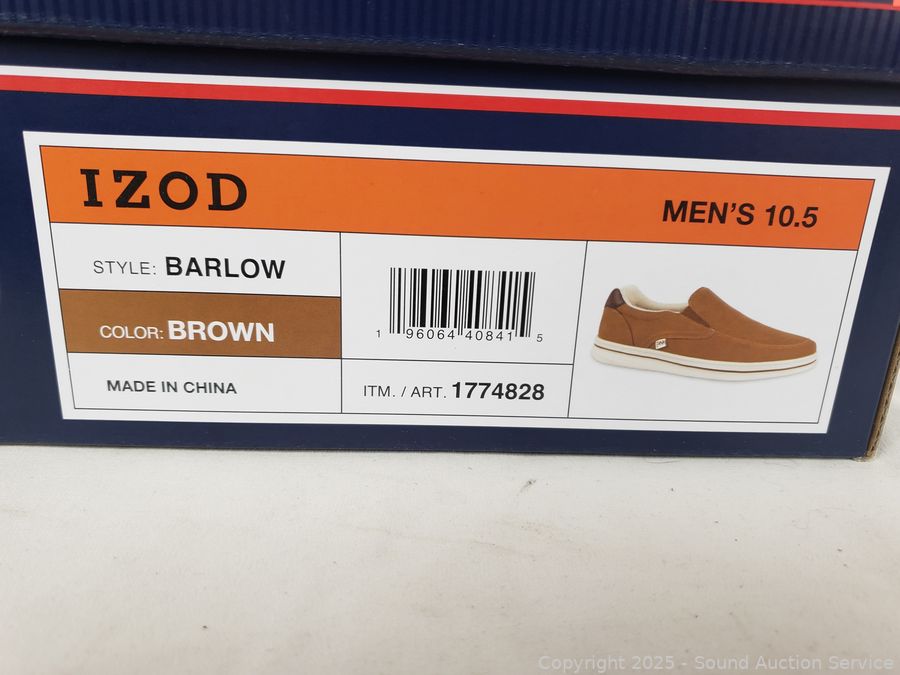 IZOD
MEN'S 10.5
STYLE: BARLOW
COLOR: BROWN
MADE IN CHINA
1 96064 40841 5
ITM. / ART. 1774828
Copyright 2025 - Sound Auction Service